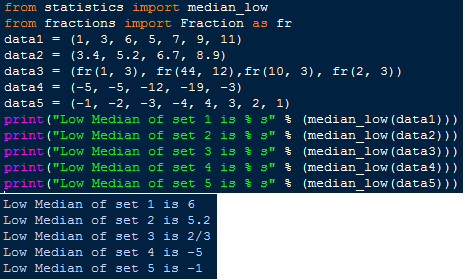 from statistics import median_low
from fractions import Fraction as fr
data1 = (1, 3, 6, 5, 7, 9, 11)
data2 = (3.4, 5.2, 6.7, 8.9)
data3 = (fr(1, 3), fr(44, 12),fr(10, 3), fr(2, 3))
data4 = (-5, -5, -12, -19, -3)
data5 = (-1, -2, -3, -4, 4, 3, 2, 1)
print("Low Median of set 1 is % s" % (median_low(data1)))
print("Low Median of set 2 is % s" % (median_low(data2)))
print("Low Median of set 3 is % s" % (median_low(data3)))
print("Low Median of set 4 is % s" % (median_low(data4)))
print("Low Median of set 5 is % s" % (median_low(data5)))
Low Median of set 1 is 6
Low Median of set 2 is 5.2
Low Median of set 3 is 2/3
Low Median of set 4 is -5
Low Median of set 5 is -1